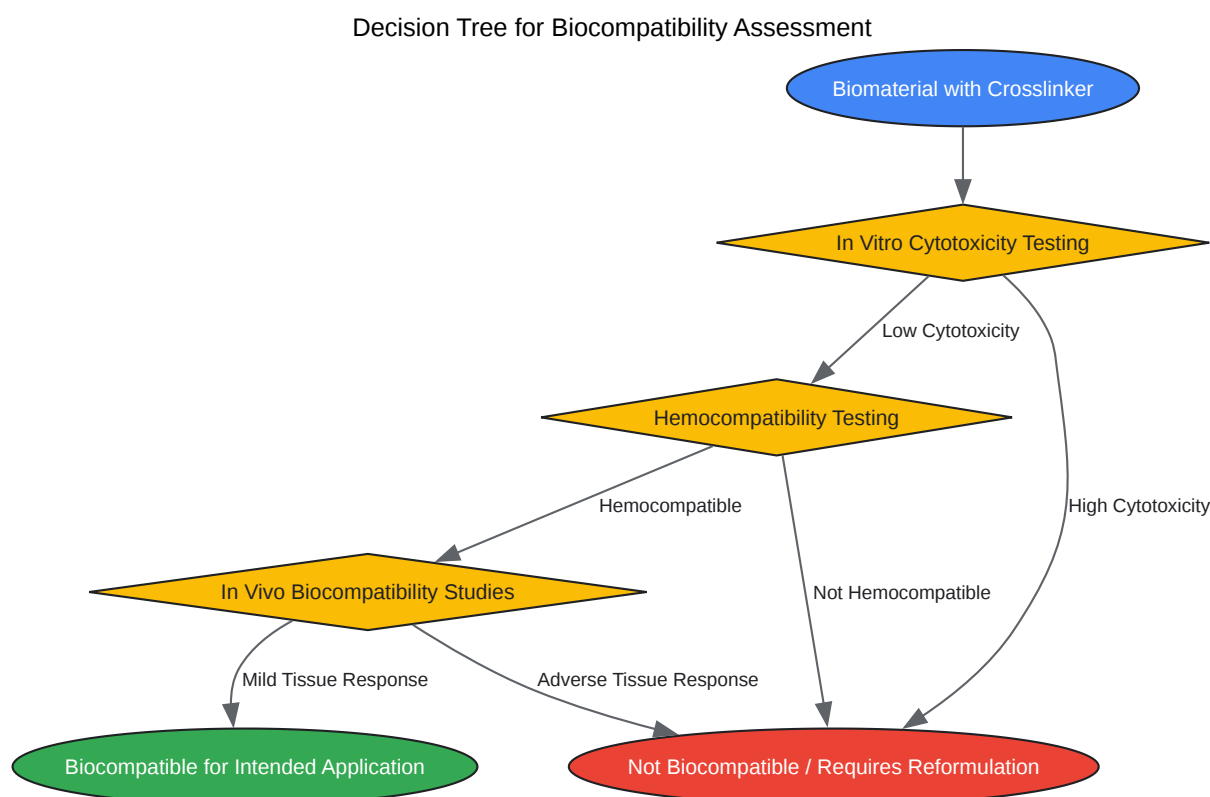 Decision Tree for Biocompatibility Assessment
Biomaterial with Crosslinker
In Vitro Cytotoxicity Testing
Low Cytotoxicity
Hemocompatibility Testing
Hemocompatible
High Cytotoxicity
In Vivo Biocompatibility Studies
Not Hemocompatible
Mild Tissue Response
Adverse Tissue Response
Biocompatible for Intended Application
Not Biocompatible / Requires Reformulation